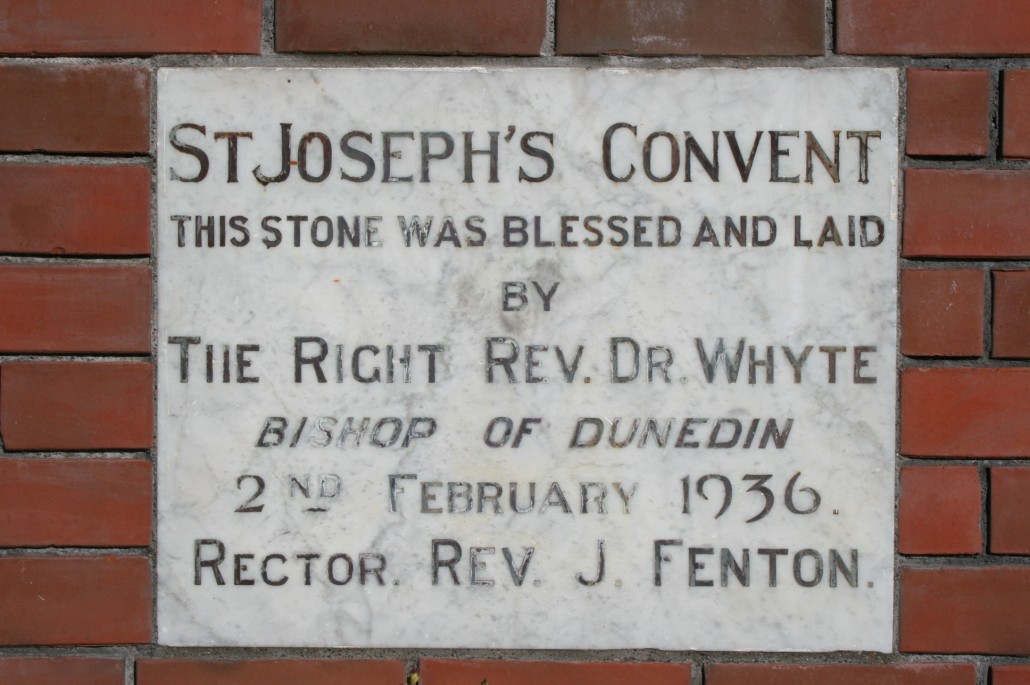 St Joseph's Convent
THIS STONE WAS BLESSED AND LAID
BY
The Right Rev. Dr. Whyte
BISHOP OF DUNEDIN
2ND February 1936.
Rector. Rev. J. Fenton.